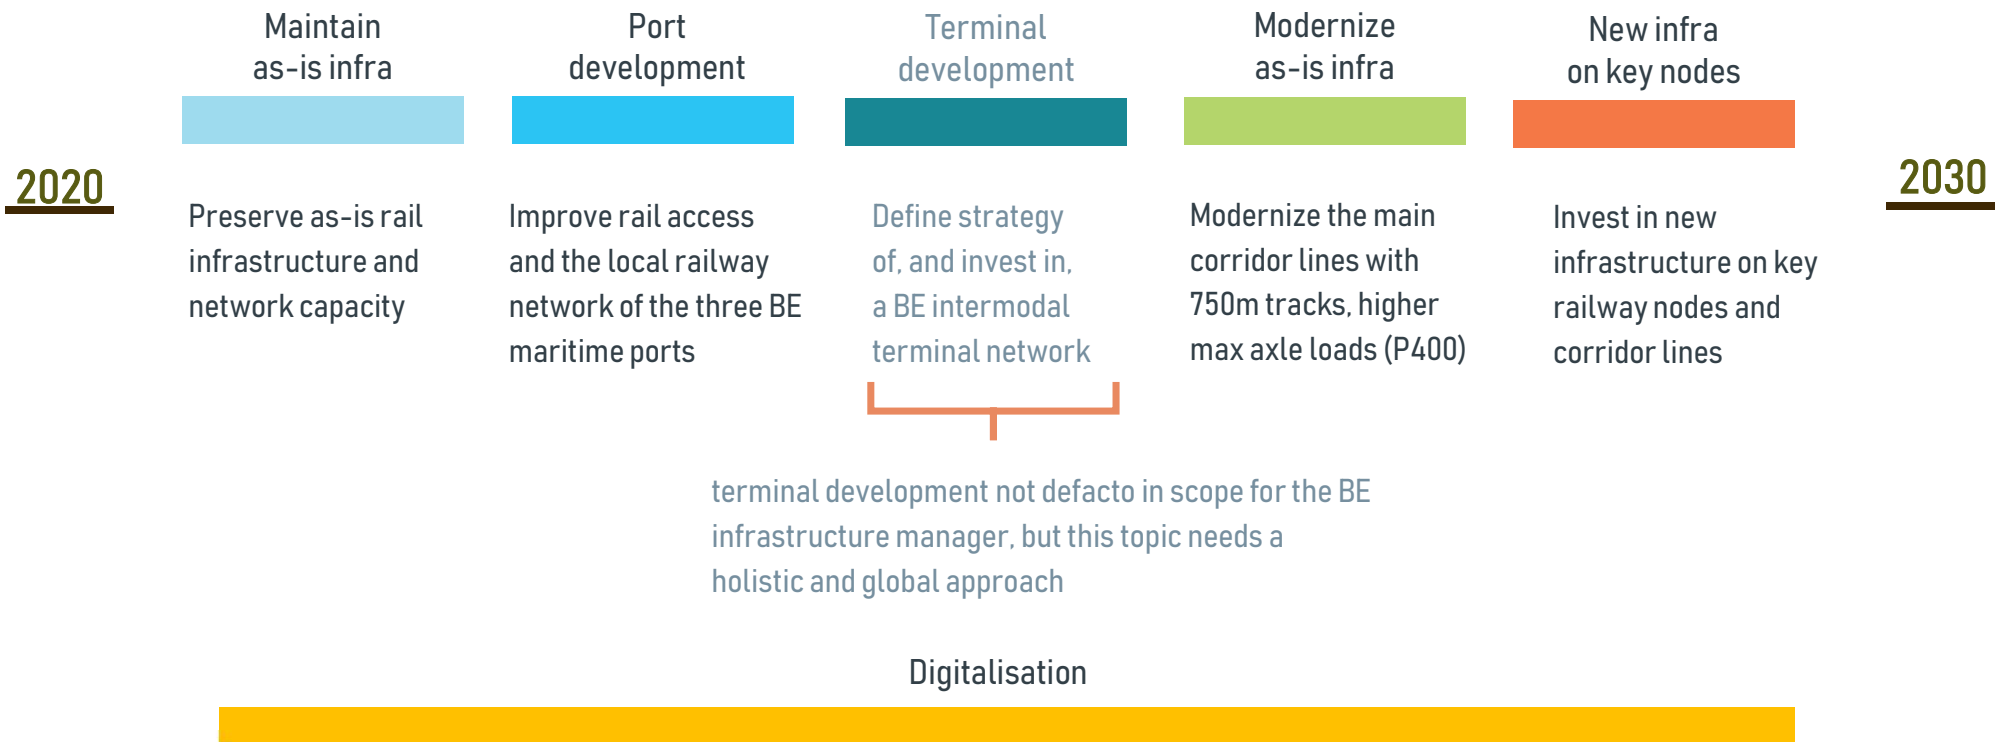 Maintain
as-is infra
Port
development
Terminal
development
Modernize
as-is infra
New infra
on key nodes
2020
2030
Preserve as-is rail
infrastructure and
network capacity
Improve rail access
and the local railway
network of the three BE
maritime ports
Define strategy
of, and invest in,
a BE intermodal
terminal network
Modernize the main
corridor lines with
750m tracks, higher
max axle loads (P400)
Invest in new
infrastructure on key
railway nodes and
corridor lines
terminal development not defacto in scope for the BE
infrastructure manager, but this topic needs a
holistic and global approach
Digitalisation